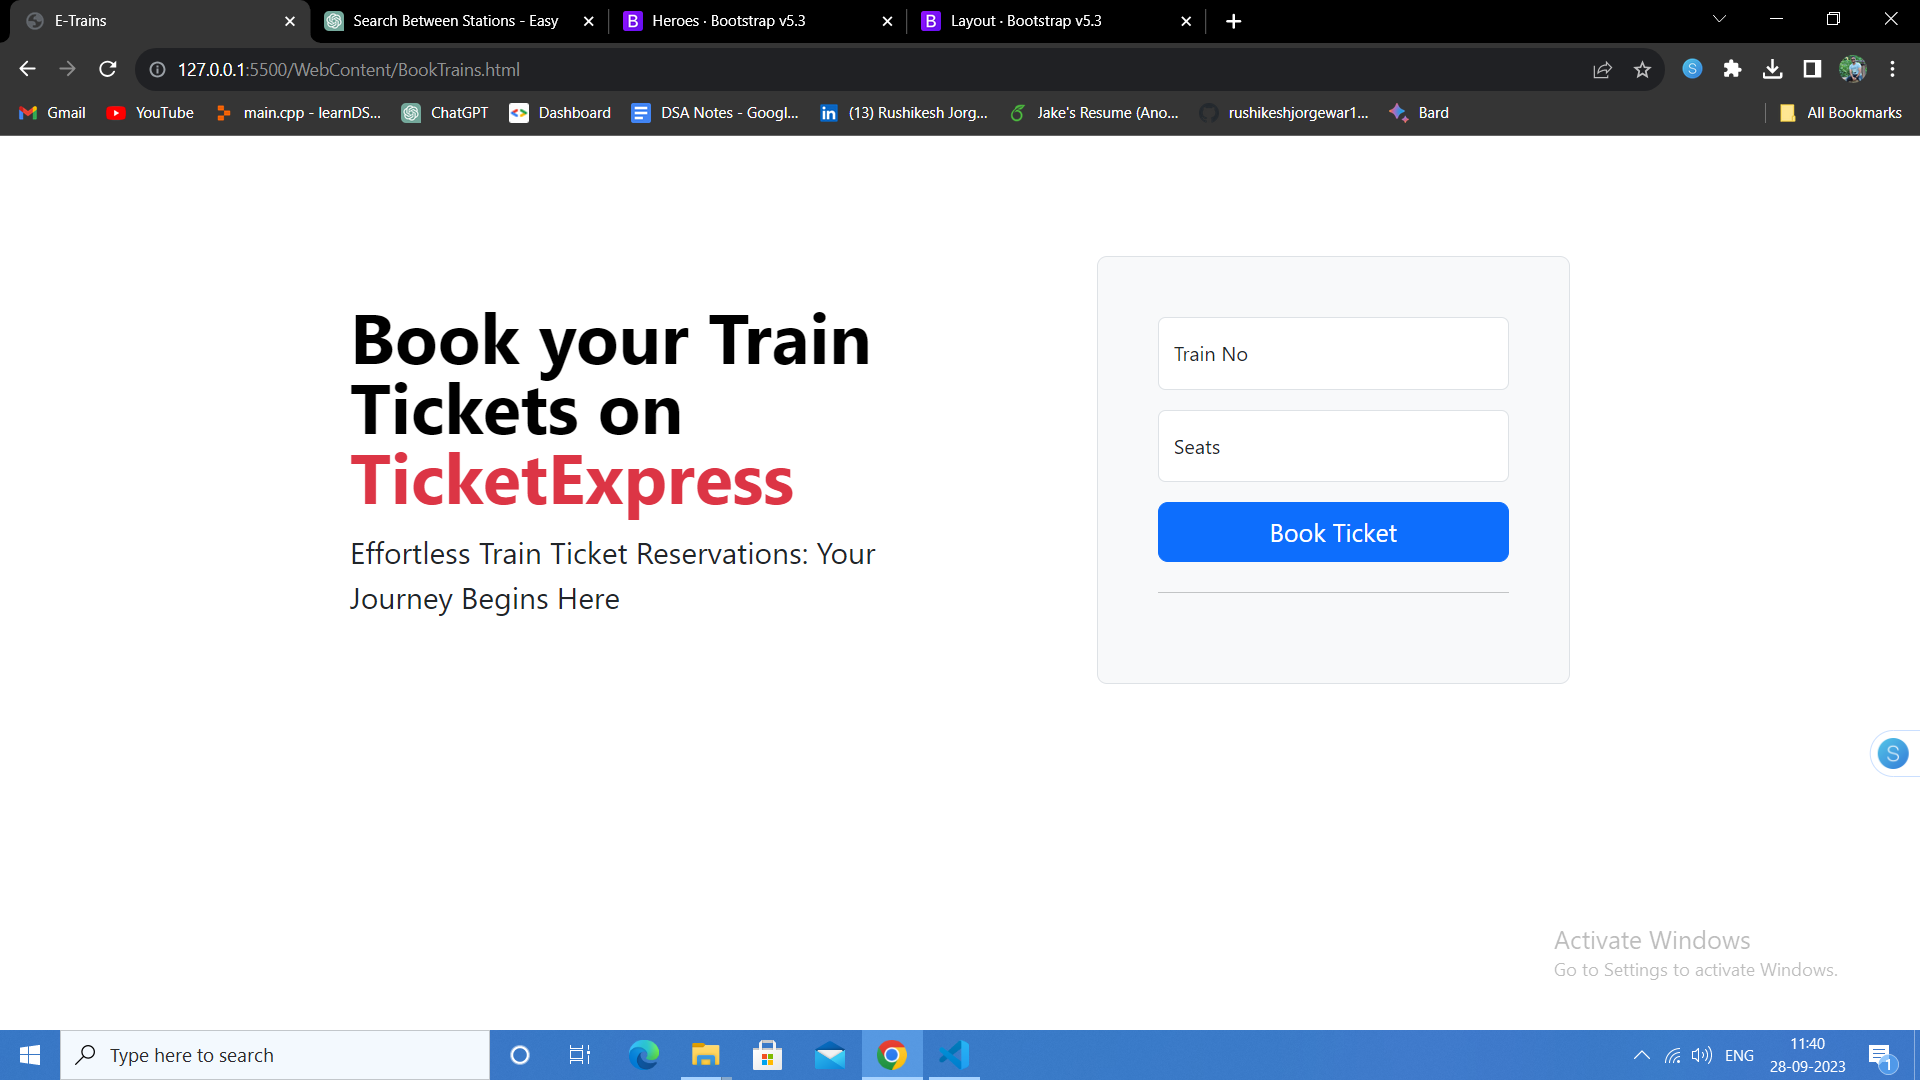 E-Trains
Search Between Stations - Easy
B Heroes · Bootstrap v5.3
B Layout · Bootstrap v5.3
127.0.0.1:5500/WebContent/BookTrains.html
S
Gmail
YouTube
main.cpp - learnDS...
ChatGPT
Dashboard
DSA Notes - Googl...
in (13) Rushikesh Jorg...
Jake's Resume (Ano...
rushikeshjorgewar1...
Bard
All Bookmarks
Book your Train
Tickets on
TicketExpress
Effortless Train Ticket Reservations: Your
Journey Begins Here
Train No
Seats
Book Ticket
S
Activate Windows
Go to Settings to activate Windows.
Type here to search
ENG
11:40
28-09-2023
1